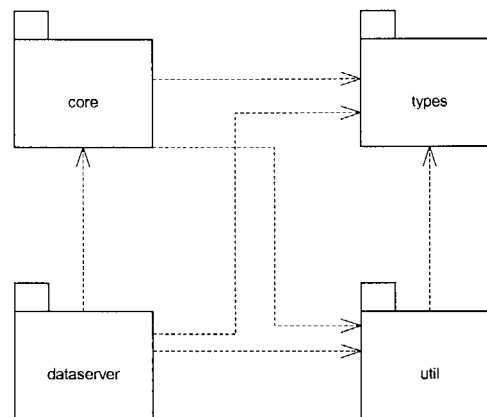 core
types
dataserver
util